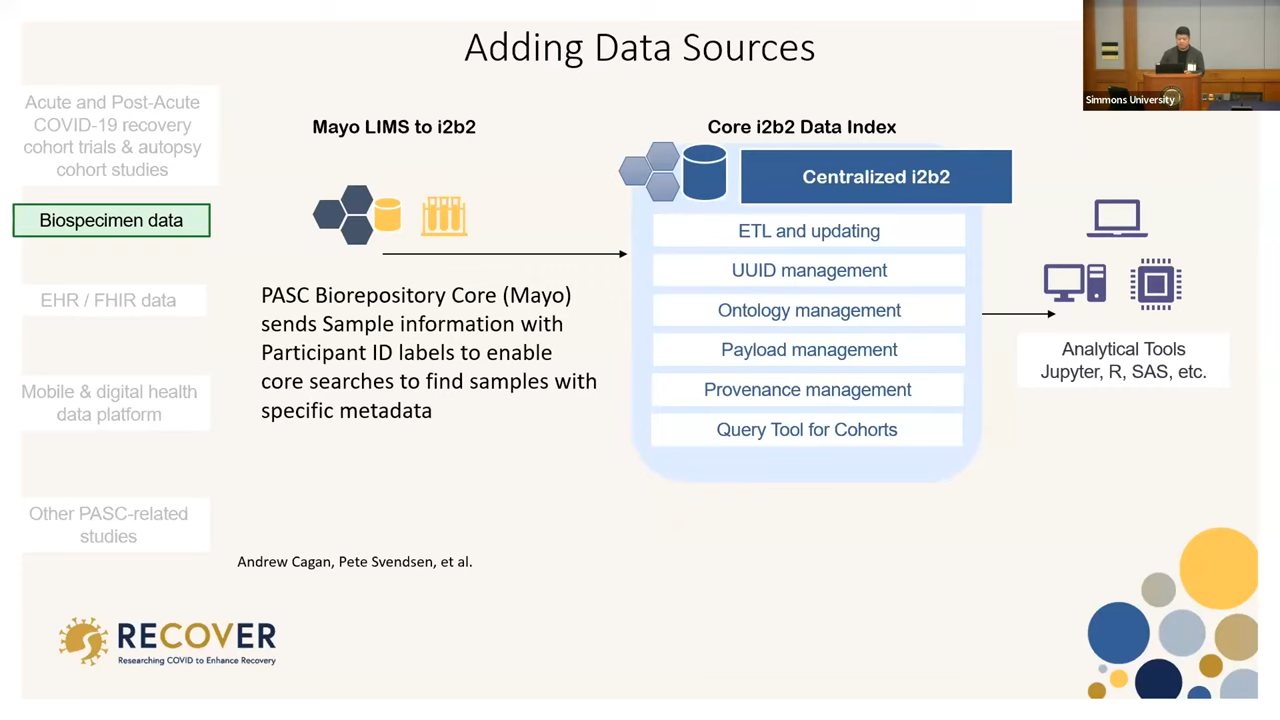 Adding Data Sources
Simmons University
Acute and Post-Acute
COVID-19 recovery
cohort trials & autopsy
cohort studies
Biospecimen data
EHR / FHIR data
Mobile & digital health
data platform
Other PASC-related
studies
Mayo LIMS to i2b2
PASC Biorepository Core (Mayo)
sends Sample information with
Participant ID labels to enable
core searches to find samples with
specific metadata
Core i2b2 Data Index
Centralized i2b2
ETL and updating
UUID management
Ontology management
Payload management
Provenance management
Query Tool for Cohorts
Analytical Tools
Jupyter, R, SAS, etc.
Andrew Cagan, Pete Svendsen, et al.
RECOVER
Researching COVID to Enhance Recovery